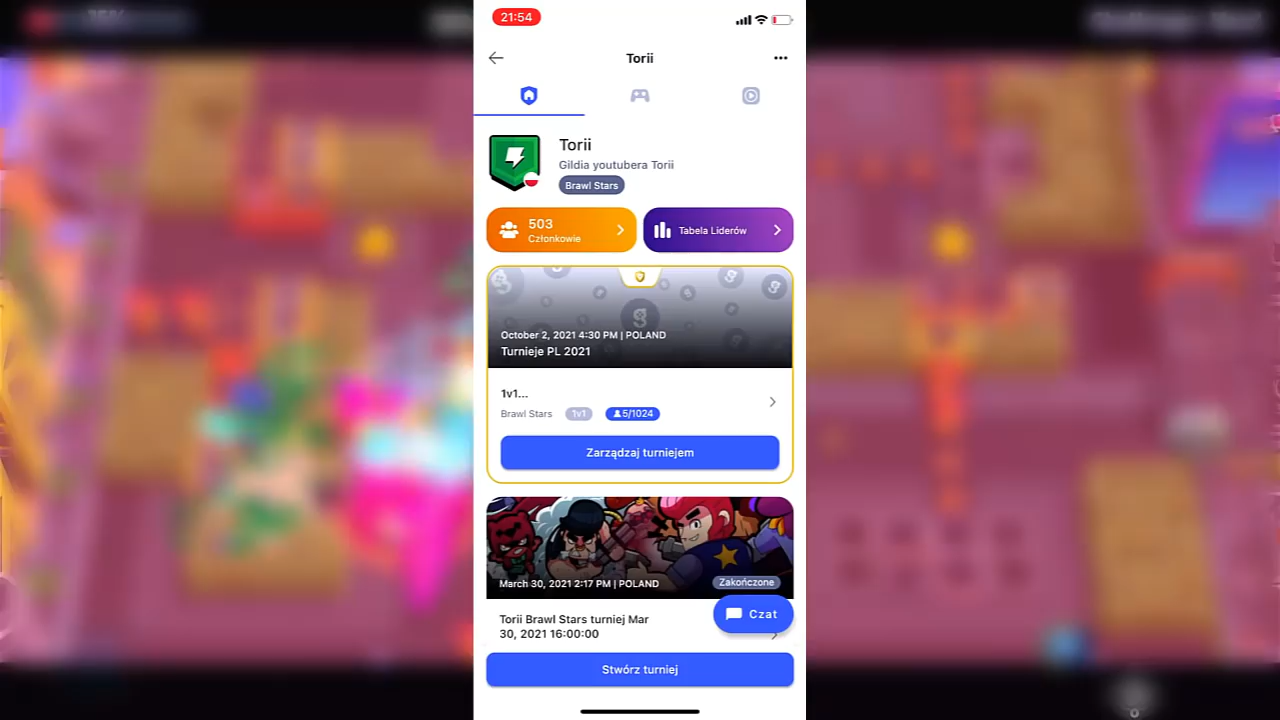 21:54
Torii
Torii
Gildia youtubera Torii
Brawl Stars
503
Członkowie
Tabela Liderów
October 2, 2021 4:30 PM | POLAND
Turnieje PL 2021
1v1...
Brawl Stars 1v1 5/1024
Zarządzaj turniejem
March 30, 2021 2:17 PM | POLAND
Zakończone
Torii Brawl Stars turniej Mar
30, 2021 16:00:00
Czat
Stwórz turniej